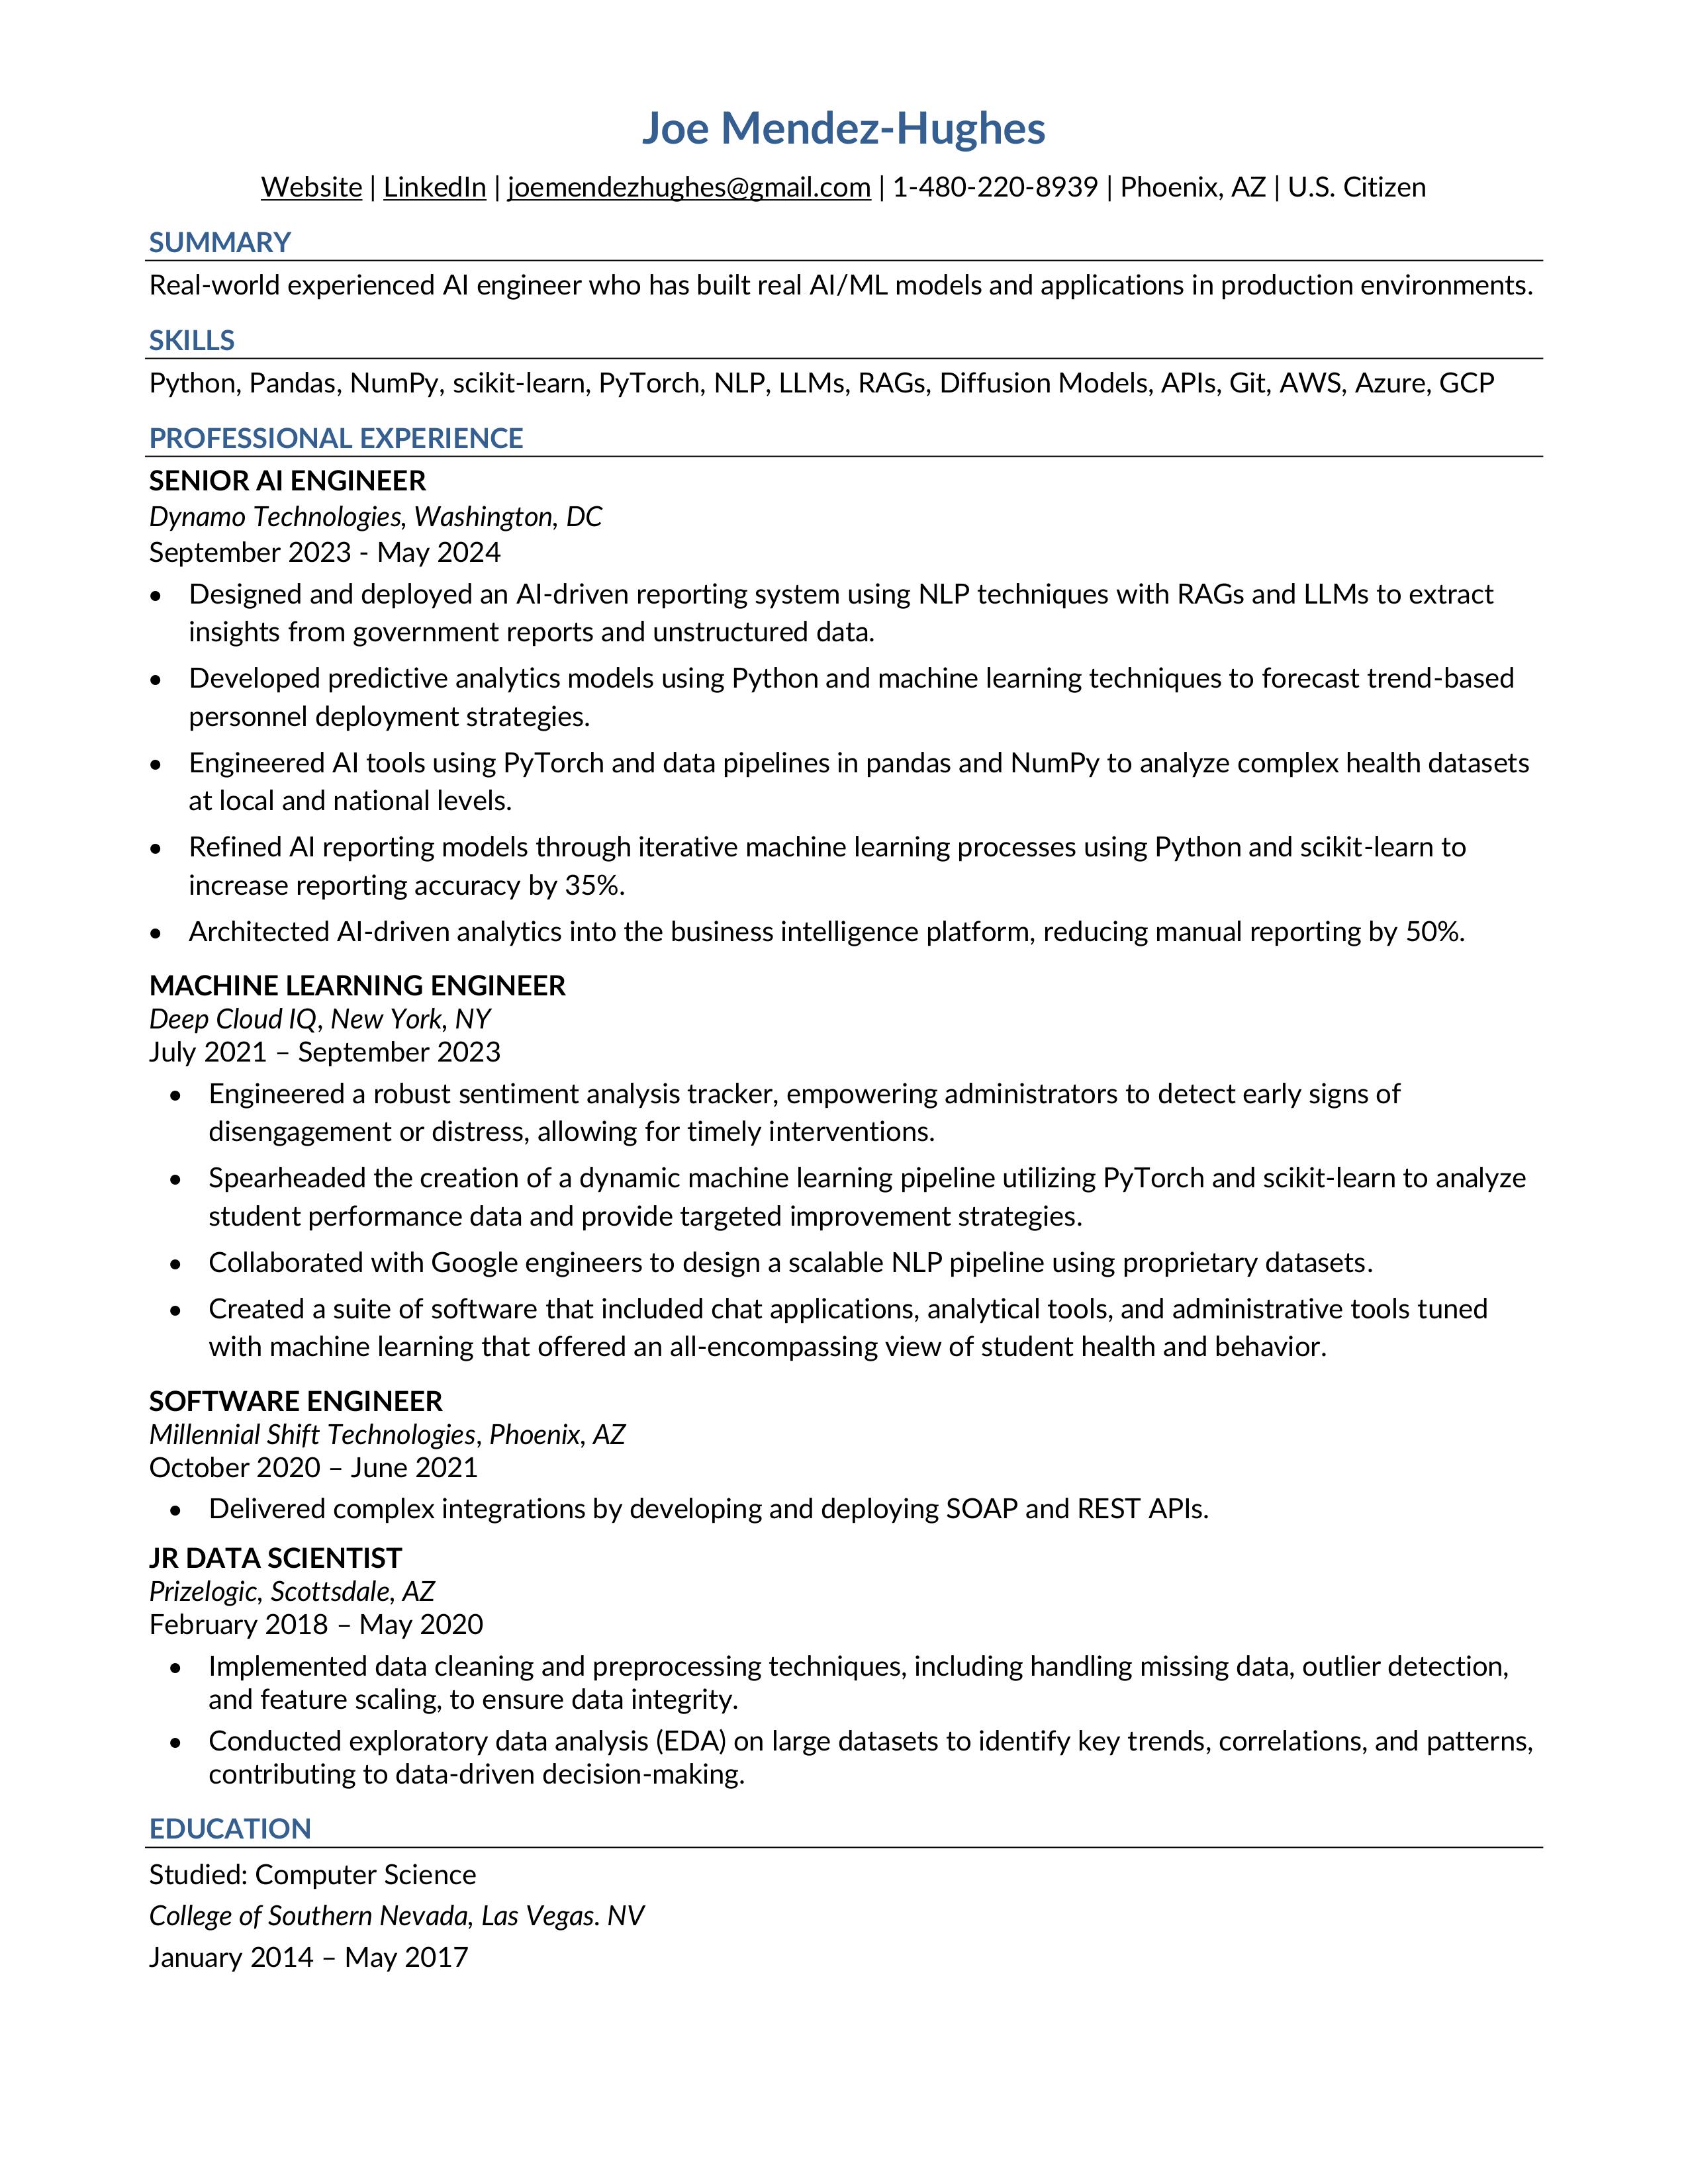 Joe Mendez-Hughes
Website | LinkedIn | joemendezhughes@gmail.com | 1-480-220-8939 | Phoenix, AZ | U.S. Citizen
SUMMARY
Real-world experienced AI engineer who has built real AI/ML models and applications in production environments.
SKILLS
Python, Pandas, NumPy, scikit-learn, PyTorch, NLP, LLMs, RAGs, Diffusion Models, APIs, Git, AWS, Azure, GCP
PROFESSIONAL EXPERIENCE
SENIOR AI ENGINEER
Dynamo Technologies, Washington, DC
September 2023 - May 2024
• Designed and deployed an AI-driven reporting system using NLP techniques with RAGs and LLMs to extract
insights from government reports and unstructured data.
• Developed predictive analytics models using Python and machine learning techniques to forecast trend-based
personnel deployment strategies.
• Engineered AI tools using PyTorch and data pipelines in pandas and NumPy to analyze complex health datasets
at local and national levels.
• Refined AI reporting models through iterative machine learning processes using Python and scikit-learn to
increase reporting accuracy by 35%.
• Architected AI-driven analytics into the business intelligence platform, reducing manual reporting by 50%.
MACHINE LEARNING ENGINEER
Deep Cloud IQ, New York, NY
July 2021 – September 2023
• Engineered a robust sentiment analysis tracker, empowering administrators to detect early signs of
disengagement or distress, allowing for timely interventions.
• Spearheaded the creation of a dynamic machine learning pipeline utilizing PyTorch and scikit-learn to analyze
student performance data and provide targeted improvement strategies.
• Collaborated with Google engineers to design a scalable NLP pipeline using proprietary datasets.
• Created a suite of software that included chat applications, analytical tools, and administrative tools tuned
with machine learning that offered an all-encompassing view of student health and behavior.
SOFTWARE ENGINEER
Millennial Shift Technologies, Phoenix, AZ
October 2020 – June 2021
• Delivered complex integrations by developing and deploying SOAP and REST APIs.
JR DATA SCIENTIST
Prizelogic, Scottsdale, AZ
February 2018 – May 2020
• Implemented data cleaning and preprocessing techniques, including handling missing data, outlier detection,
and feature scaling, to ensure data integrity.
• Conducted exploratory data analysis (EDA) on large datasets to identify key trends, correlations, and patterns,
contributing to data-driven decision-making.
EDUCATION
Studied: Computer Science
College of Southern Nevada, Las Vegas. NV
January 2014 – May 2017